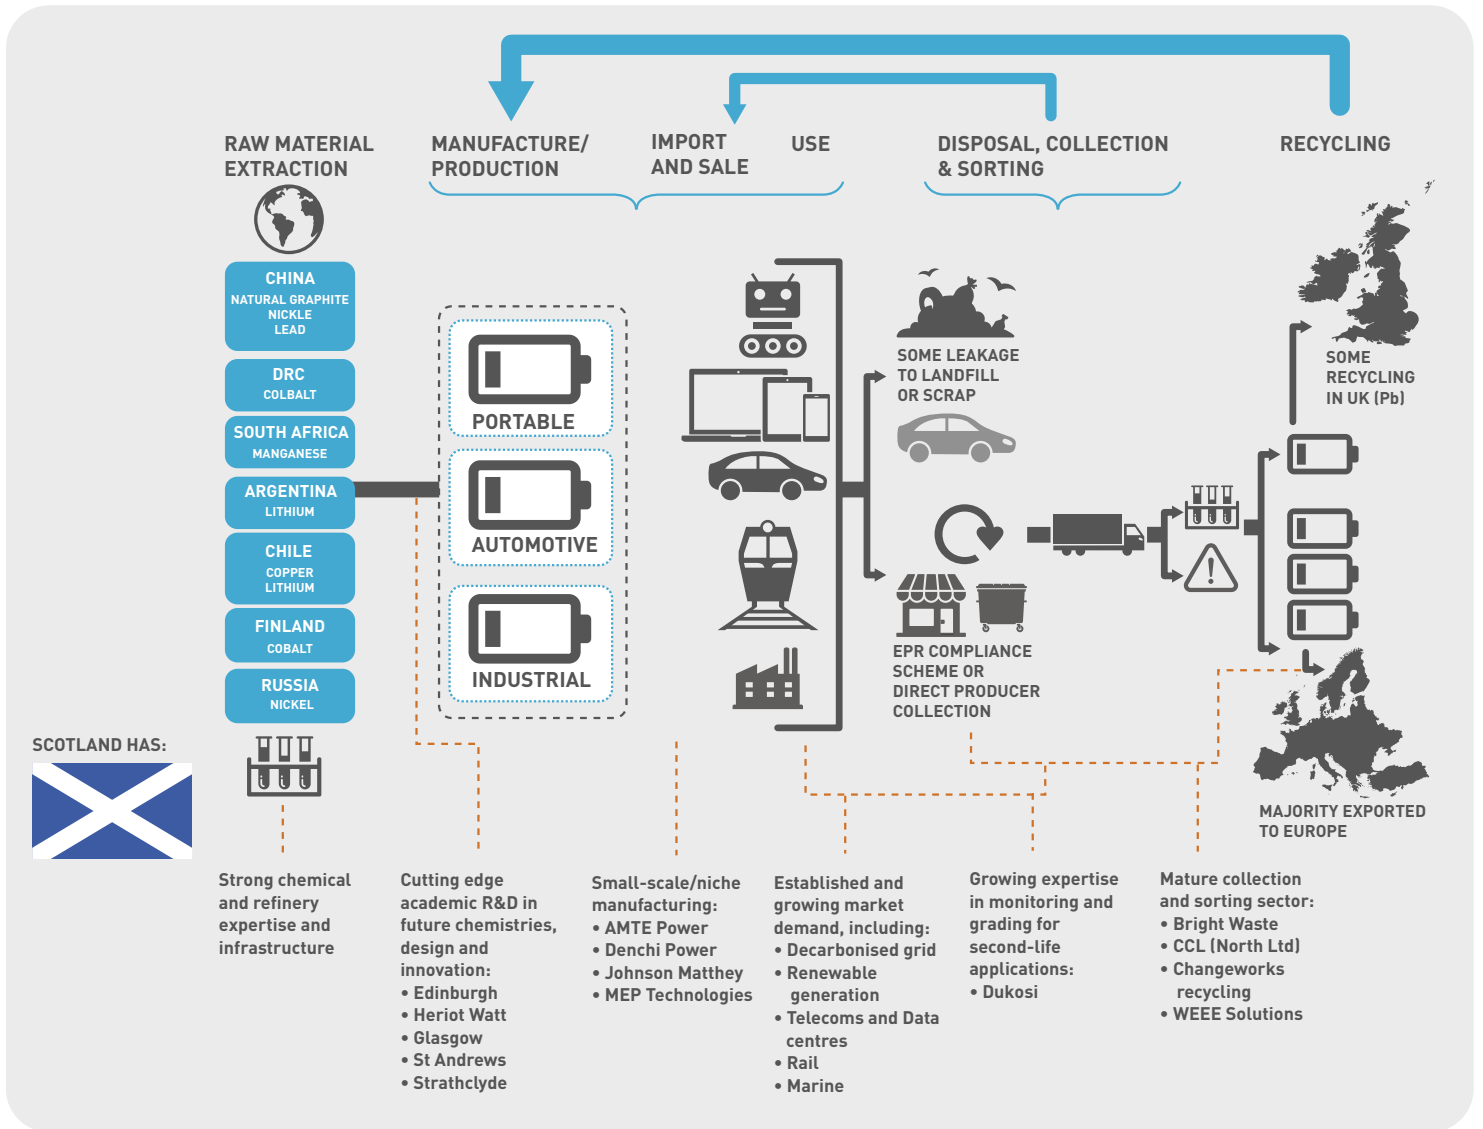 RAW MATERIAL
EXTRACTION
MANUFACTURE/
PRODUCTION
IMPORT
AND SALE
USE
DISPOSAL, COLLECTION
& SORTING
RECYCLING
CHINA
NATURAL GRAPHITE
NICKLE
LEAD
DRC
COLBALT
SOUTH AFRICA
MANGANESE
ARGENTINA
LITHIUM
CHILE
COPPER
LITHIUM
FINLAND
COBALT
RUSSIA
NICKEL
PORTABLE
AUTOMOTIVE
INDUSTRIAL
SOME LEAKAGE
TO LANDFILL
OR SCRAP
EPR COMPLIANCE
SCHEME OR
DIRECT PRODUCER
COLLECTION
SOME
RECYCLING
IN UK (Pb)
MAJORITY EXPORTED
TO EUROPE
SCOTLAND HAS:
Strong chemical
and refinery
expertise and
infrastructure
Cutting edge
academic R&D in
future chemistries,
design and
innovation:
• Edinburgh
• Heriot Watt
• Glasgow
• St Andrews
• Strathclyde
Small-scale/niche
manufacturing:
• AMTE Power
• Denchi Power
• Johnson Matthey
• MEP Technologies
Established and
growing market
demand, including:
• Decarbonised grid
• Renewable
generation
• Telecoms and Data
centres
• Rail
• Marine
Growing expertise
in monitoring and
grading for
second-life
applications:
• Dukosi
Mature collection
and sorting sector:
• Bright Waste
• CCL (North Ltd)
• Changeworks
recycling
• WEEE Solutions